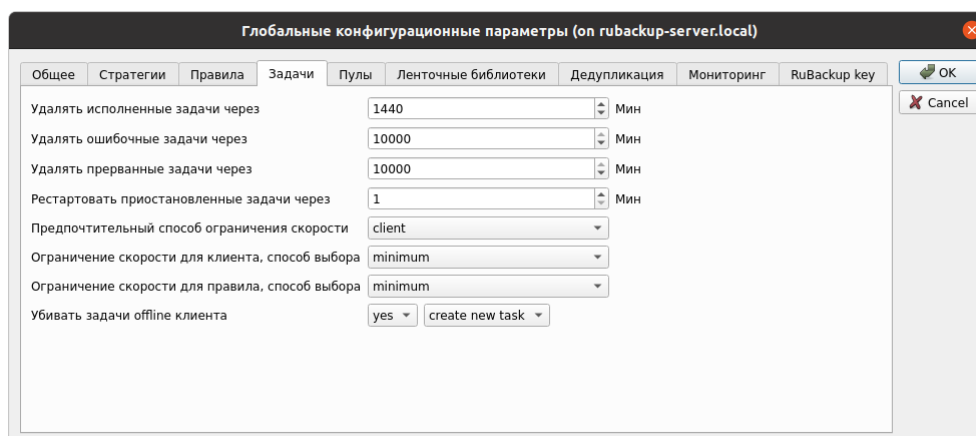 Глобальные конфигурационные параметры (on rubackup-server.local)
Общее Стратегии Правила Задачи Пулы Ленточные библиотеки Дедупликация Мониторинг RuBackup key OK
Cancel
Удалять исполненные задачи через 1440 Мин
Удалять ошибочные задачи через 10000 Мин
Удалять прерванные задачи через 10000 Мин
Рестартовать приостановленные задачи через 1 Мин
Предпочтительный способ ограничения скорости client
Ограничение скорости для клиента, способ выбора minimum
Ограничение скорости для правила, способ выбора minimum
Убивать задачи offline клиента yes create new task